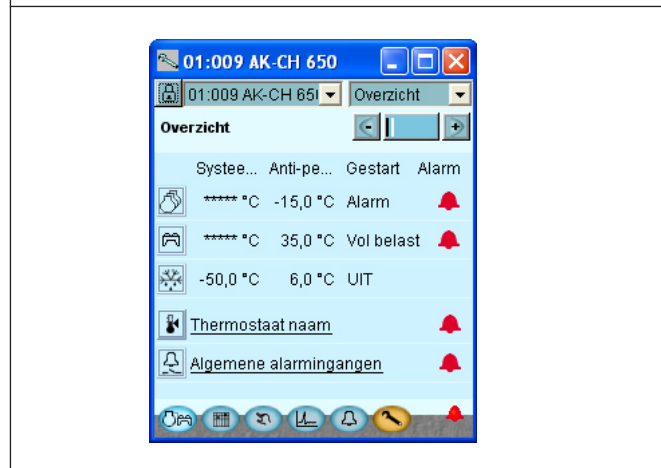 01:009 AK-CH 650
01:009 AK-CH 65 Overzicht
Overzicht
Systee... Anti-pe... Gestart Alarm
***** °C -15,0 °C Alarm
***** °C 35,0 °C Vol belast
-50,0 °C 6,0 °C UIT
Thermostaat naam
Algemene alarmingangen